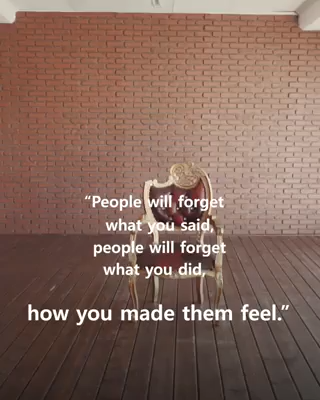 “People will forget
what you said,
people will forget
what you did,
how you made them feel.”